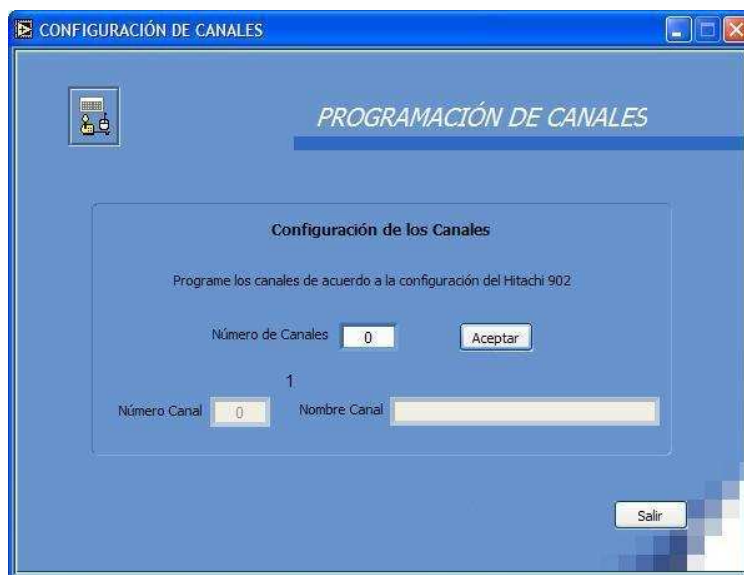 CONFIGURACIÓN DE CANALES
PROGRAMACIÓN DE CANALES
Configuración de los Canales
Programe los canales de acuerdo a la configuración del Hitachi 902
Número de Canales 0 Aceptar
1
Número Canal 0 Nombre Canal
Salir